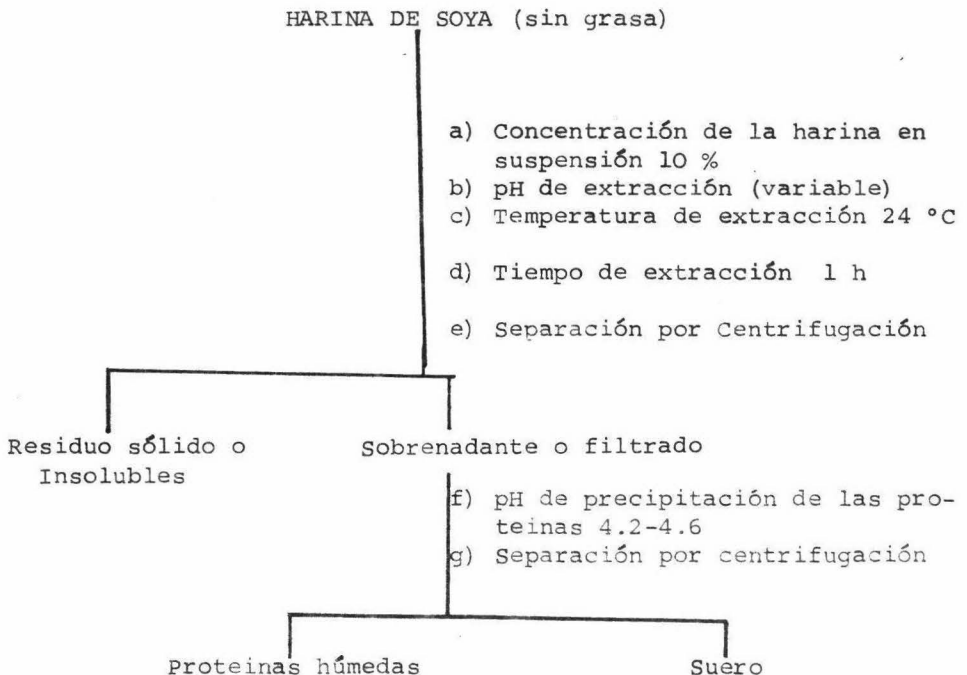 HARINA DE SOYA (sin grasa)
a) Concentración de la harina en
suspensión 10 %
b) pH de extracción (variable)
c) Temperatura de extracción 24 °C
d) Tiempo de extracción 1 h
e) Separación por Centrifugación
Residuo sólido o
Insolubles
Sobrenadante o filtrado
f) pH de precipitación de las pro-
teinas 4.2-4.6
g) Separación por centrifugación
Proteinas húmedas
Suero